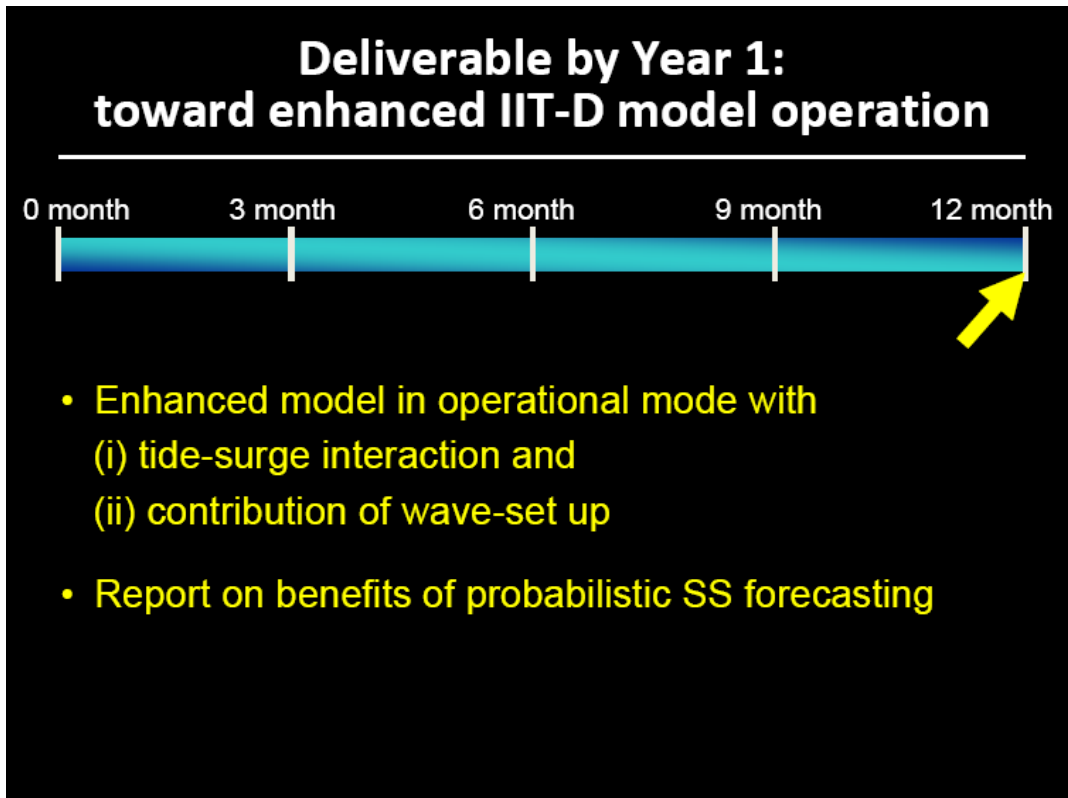 Deliverable by Year 1:
toward enhanced IIT-D model operation
0 month 3 month 6 month 9 month 12 month
• Enhanced model in operational mode with
(i) tide-surge interaction and
(ii) contribution of wave-set up
• Report on benefits of probabilistic SS forecasting